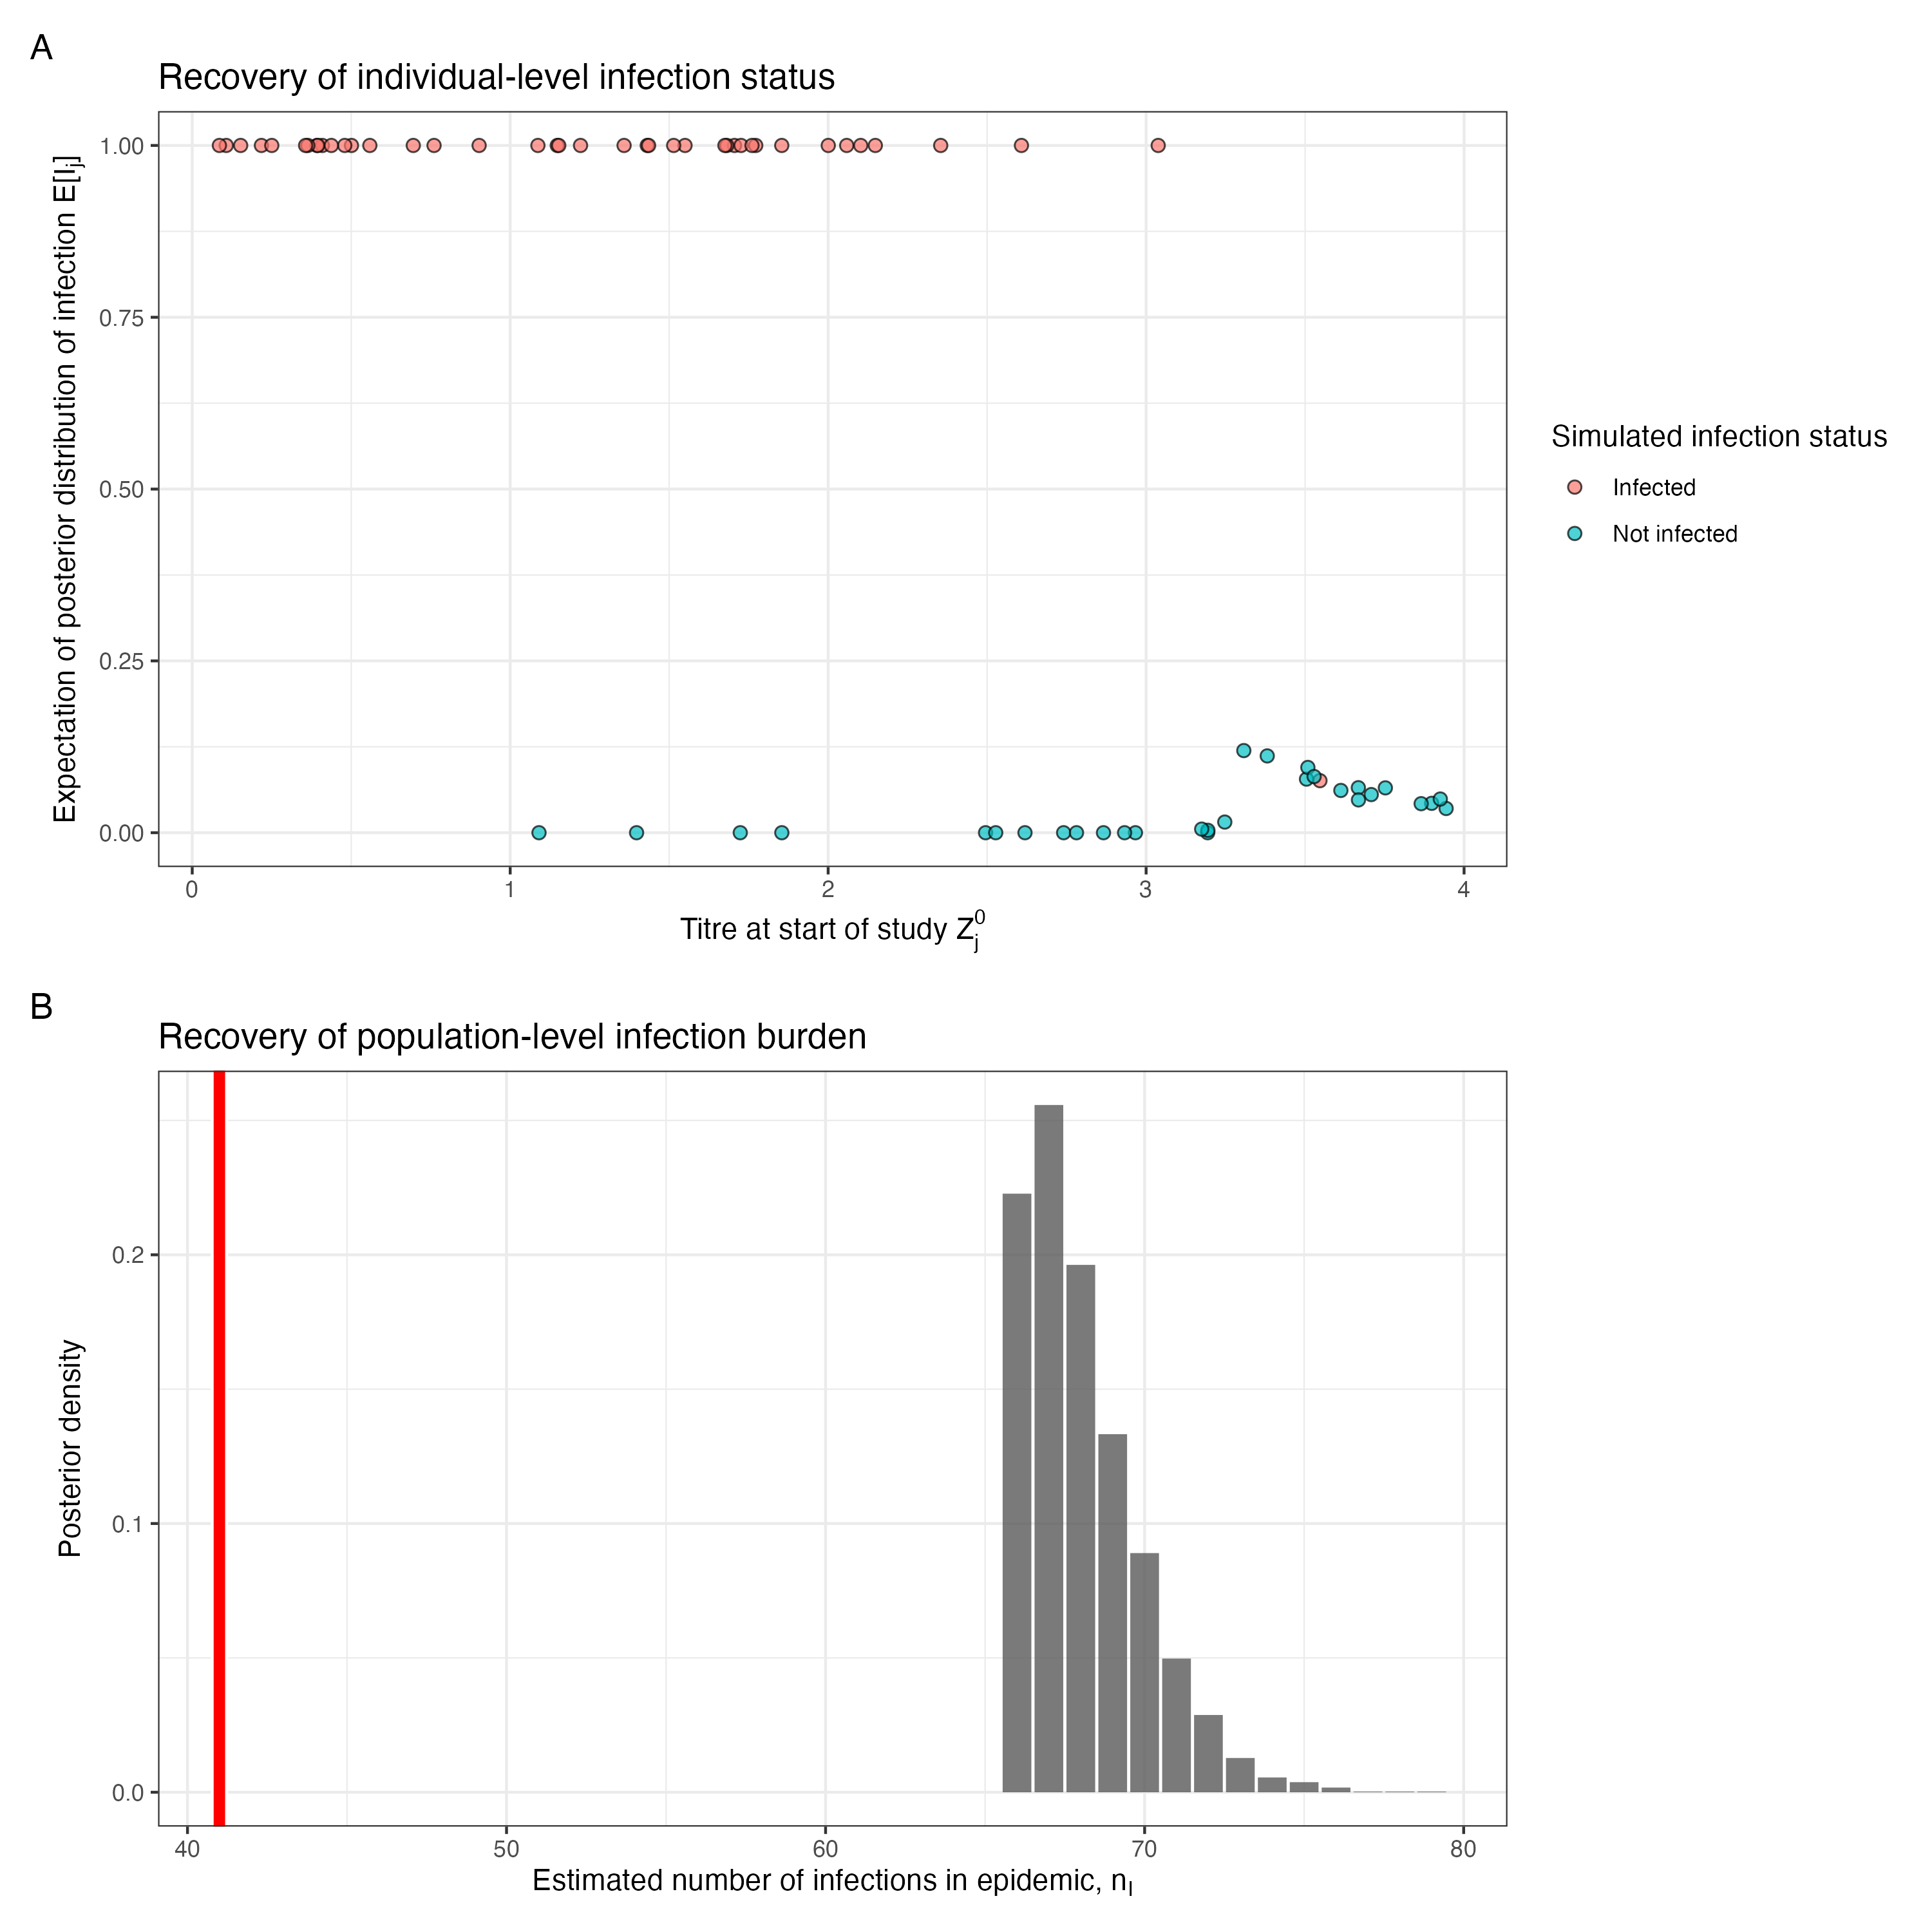 A
Recovery of individual-level infection status
Expectation of posterior distribution of infection E[Ij]
1.00
0.75
0.50
0.25
0.00
0 1 2 3 4
Titre at start of study Z0j
Simulated infection status
Infected
Not infected
B
Recovery of population-level infection burden
Posterior density
0.2
0.1
0.0
40 50 60 70 80
Estimated number of infections in epidemic, nI